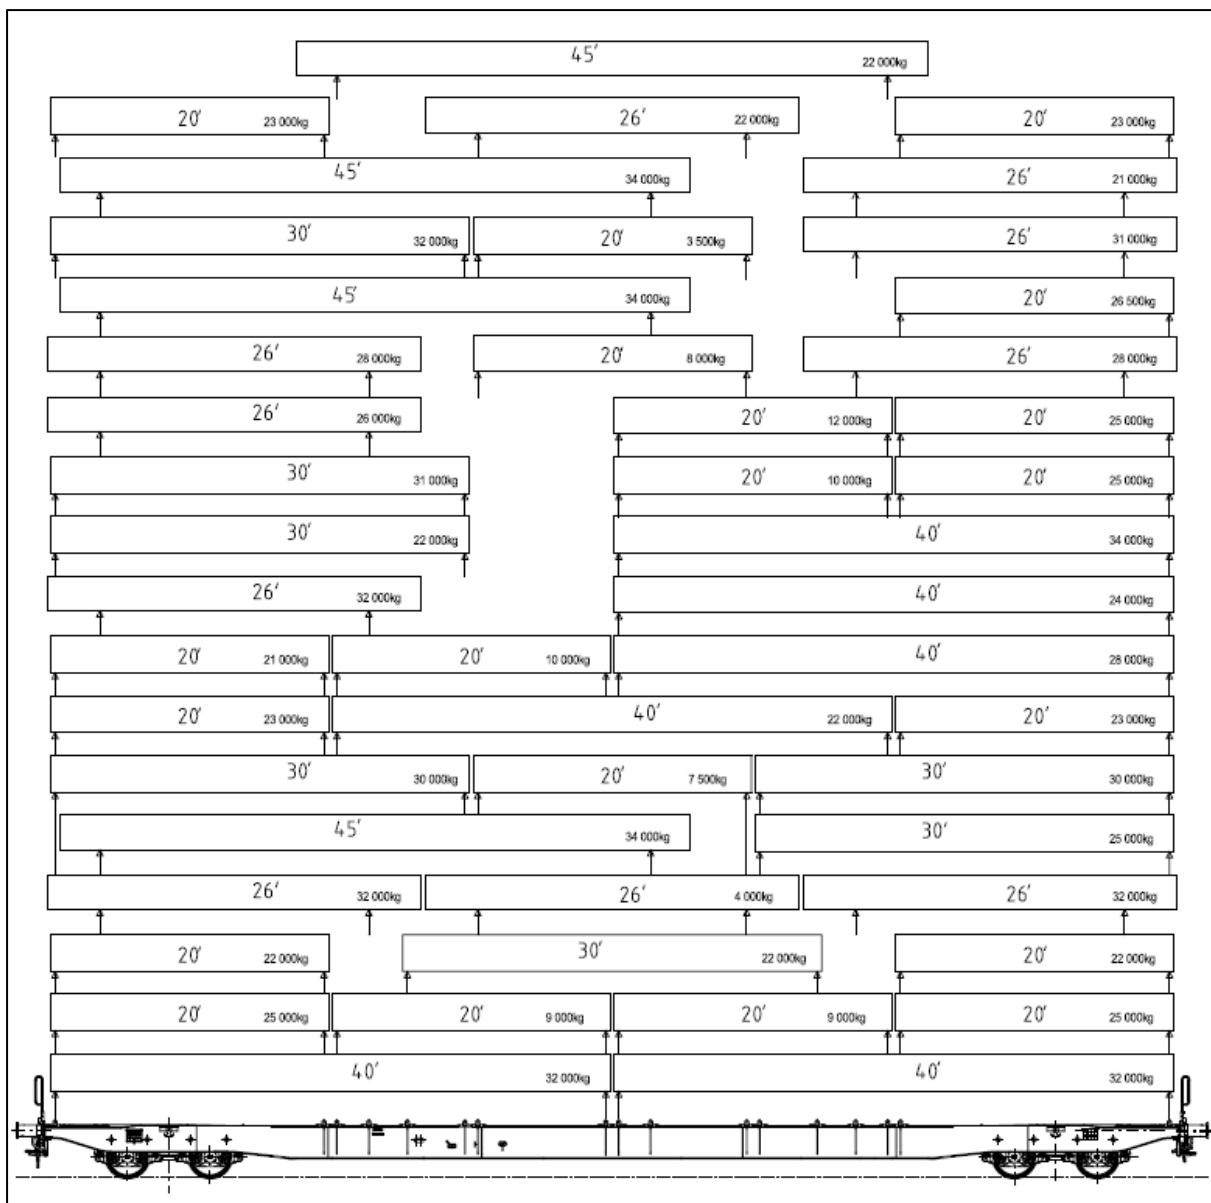 45' 22 000kg
20' 23 000kg 26' 22 000kg 20' 23 000kg
45' 34 000kg 26' 21 000kg
30' 32 000kg 20' 3 500kg 26' 31 000kg
45' 34 000kg 20' 26 500kg
26' 28 000kg 20' 8 000kg 26' 28 000kg
26' 26 000kg 20' 12 000kg 20' 25 000kg
30' 31 000kg 20' 10 000kg 20' 25 000kg
30' 22 000kg 40' 34 000kg
26' 32 000kg 40' 24 000kg
20' 21 000kg 20' 10 000kg 40' 28 000kg
20' 23 000kg 40' 22 000kg 20' 23 000kg
30' 30 000kg 20' 7 500kg 30' 30 000kg
45' 34 000kg 30' 25 000kg
26' 32 000kg 26' 4 000kg 26' 32 000kg
20' 22 000kg 30' 22 000kg 20' 22 000kg
20' 25 000kg 20' 9 000kg 20' 9 000kg 20' 25 000kg
40' 32 000kg 40' 32 000kg